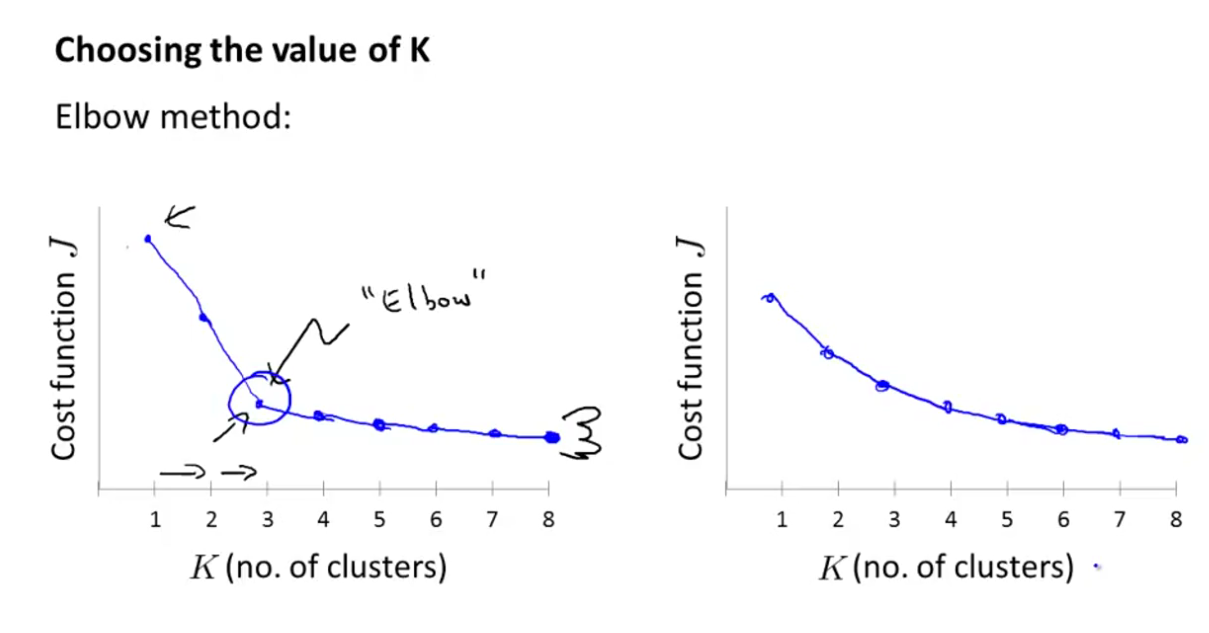 Choosing the value of K
Elbow method:
"Elbow"
Cost function J
1 2 3 4 5 6 7 8
K (no. of clusters)
Cost function J
1 2 3 4 5 6 7 8
K (no. of clusters)